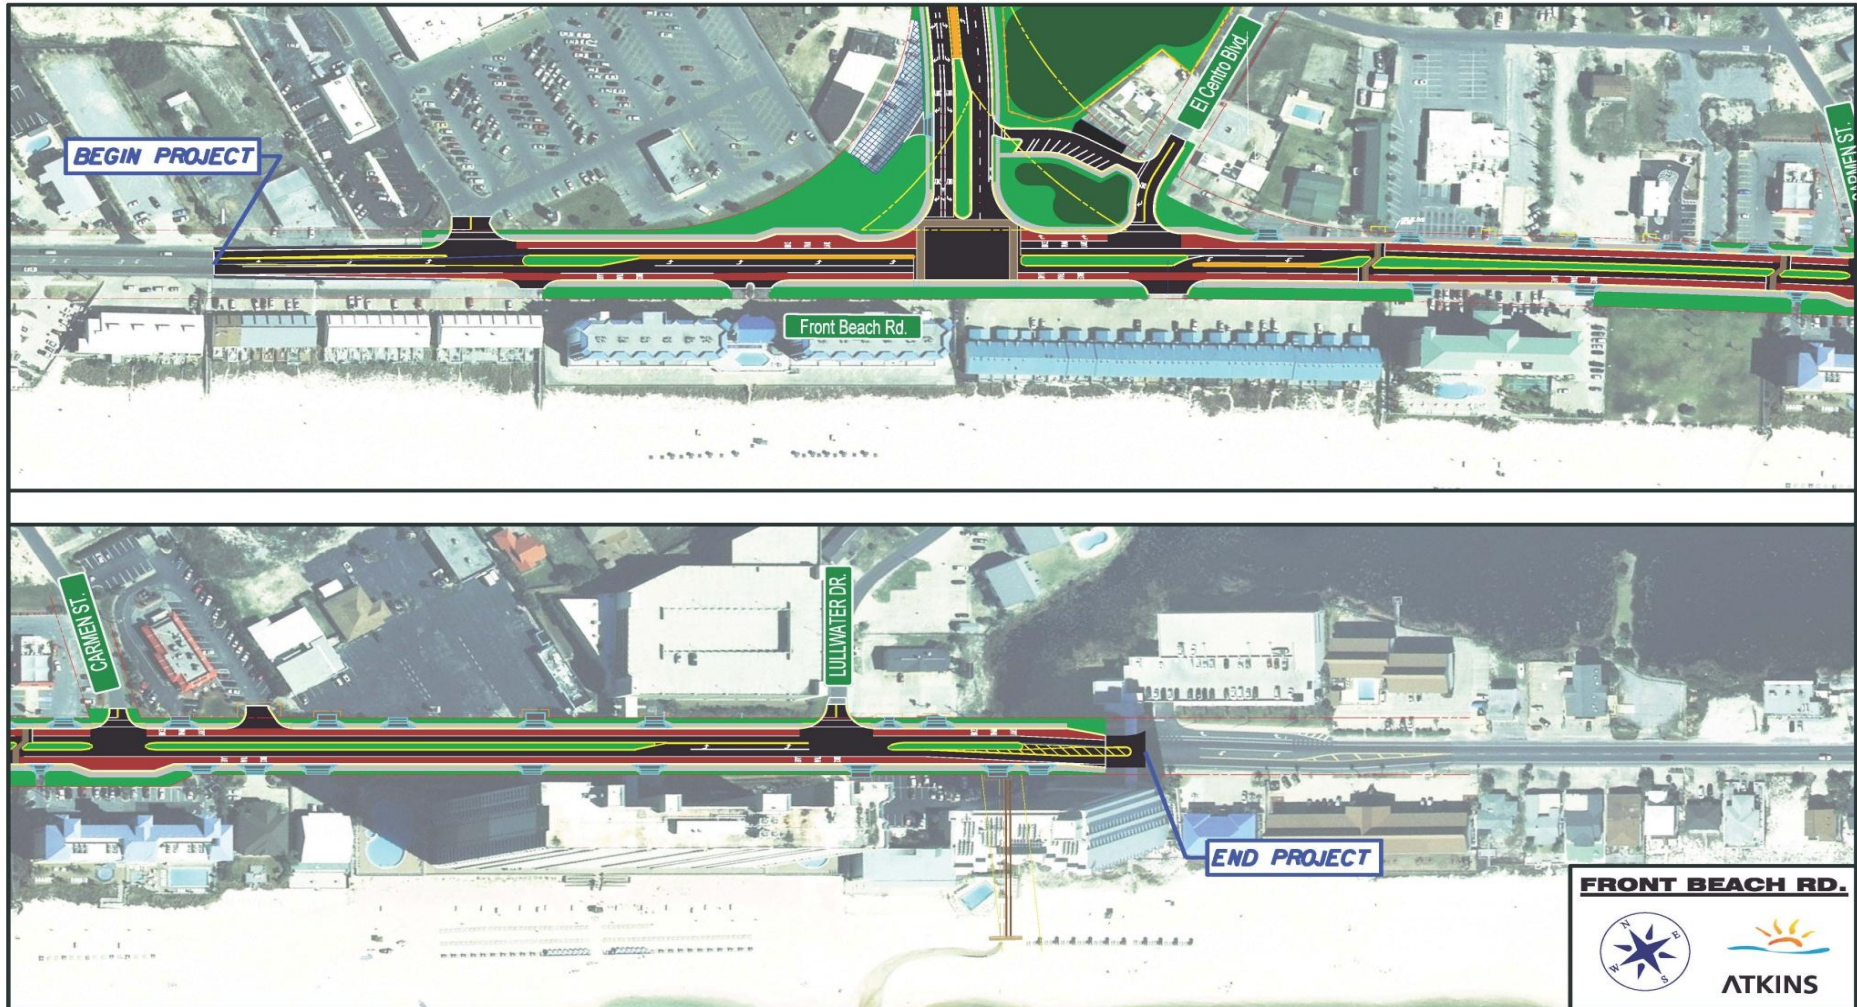 BEGIN PROJECT
El Centro Blvd.
CARMEN ST.
Front Beach Rd.
CARMEN ST.
LULLWATER DR.
END PROJECT
FRONT BEACH RD.
N
E
W
S
ATKINS